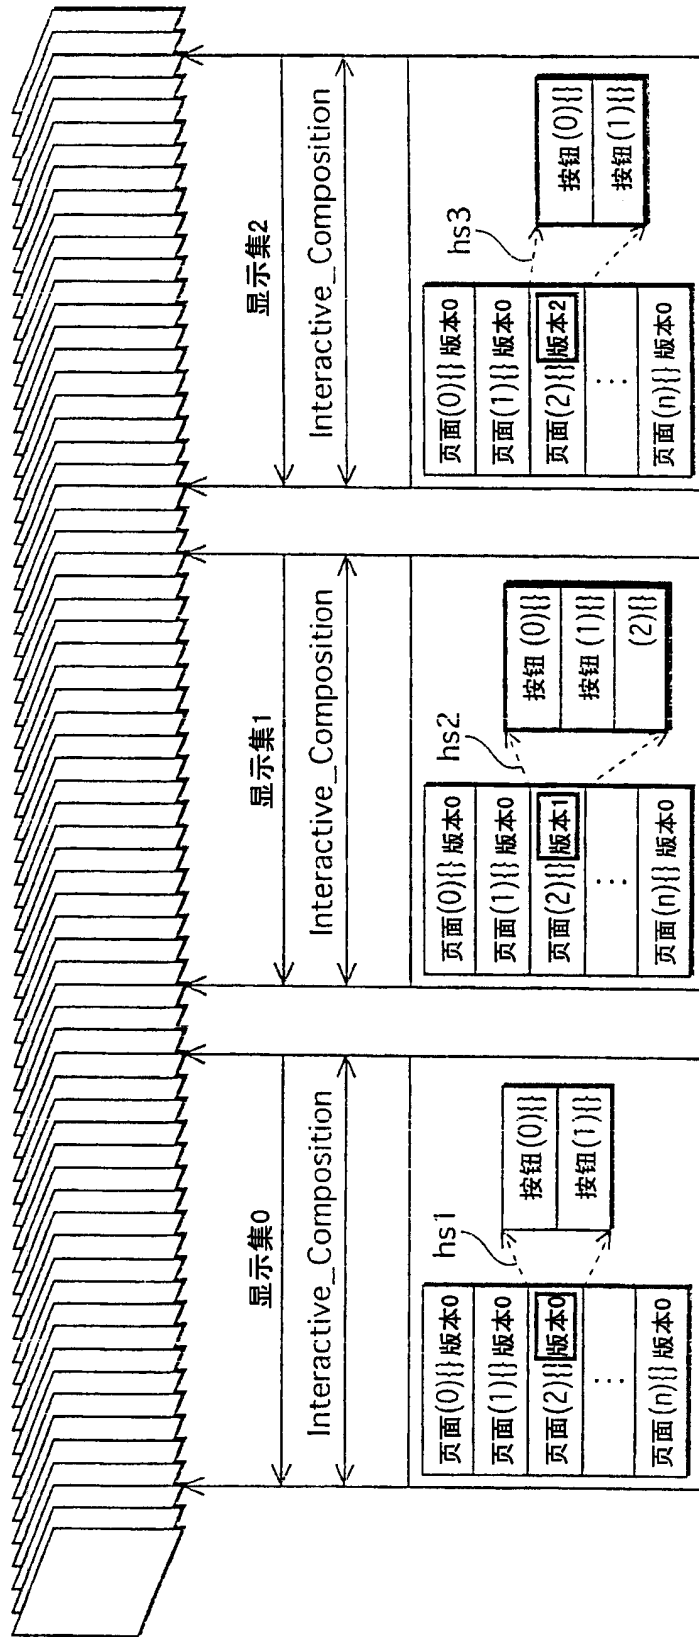 显示集0
Interactive_Composition
页面(0){} 版本0
页面(1){} 版本0
页面(2){} 版本0
⋮
页面(n){} 版本0
hs1
按钮(0){}
按钮(1){}
显示集1
Interactive_Composition
页面(0){} 版本0
页面(1){} 版本0
页面(2){} 版本1
⋮
页面(n){} 版本0
hs2
按钮(0){}
按钮(1){}
(2){}
显示集2
Interactive_Composition
页面(0){} 版本0
页面(1){} 版本0
页面(2){} 版本2
⋮
页面(n){} 版本0
hs3
按钮(0){}
按钮(1){}